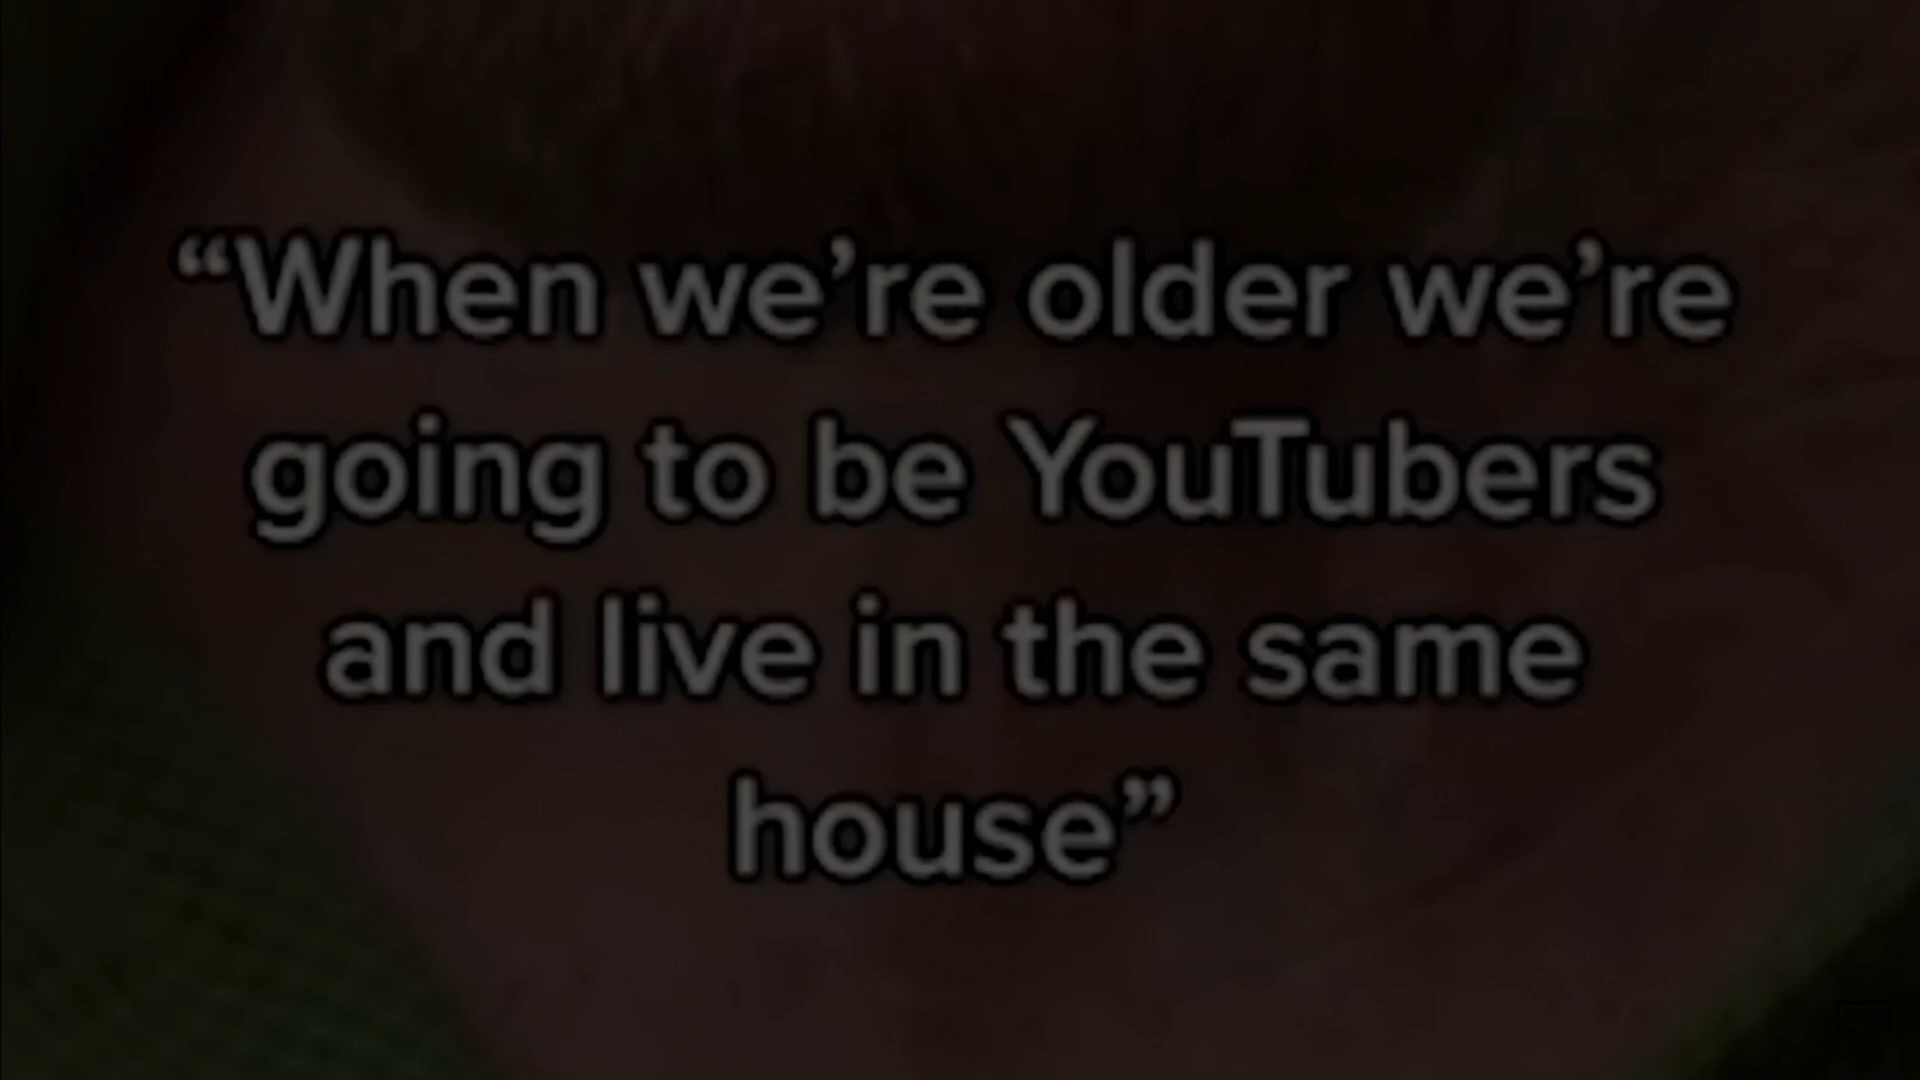 “When we’re older we’re
going to be YouTubers
and live in the same
house”